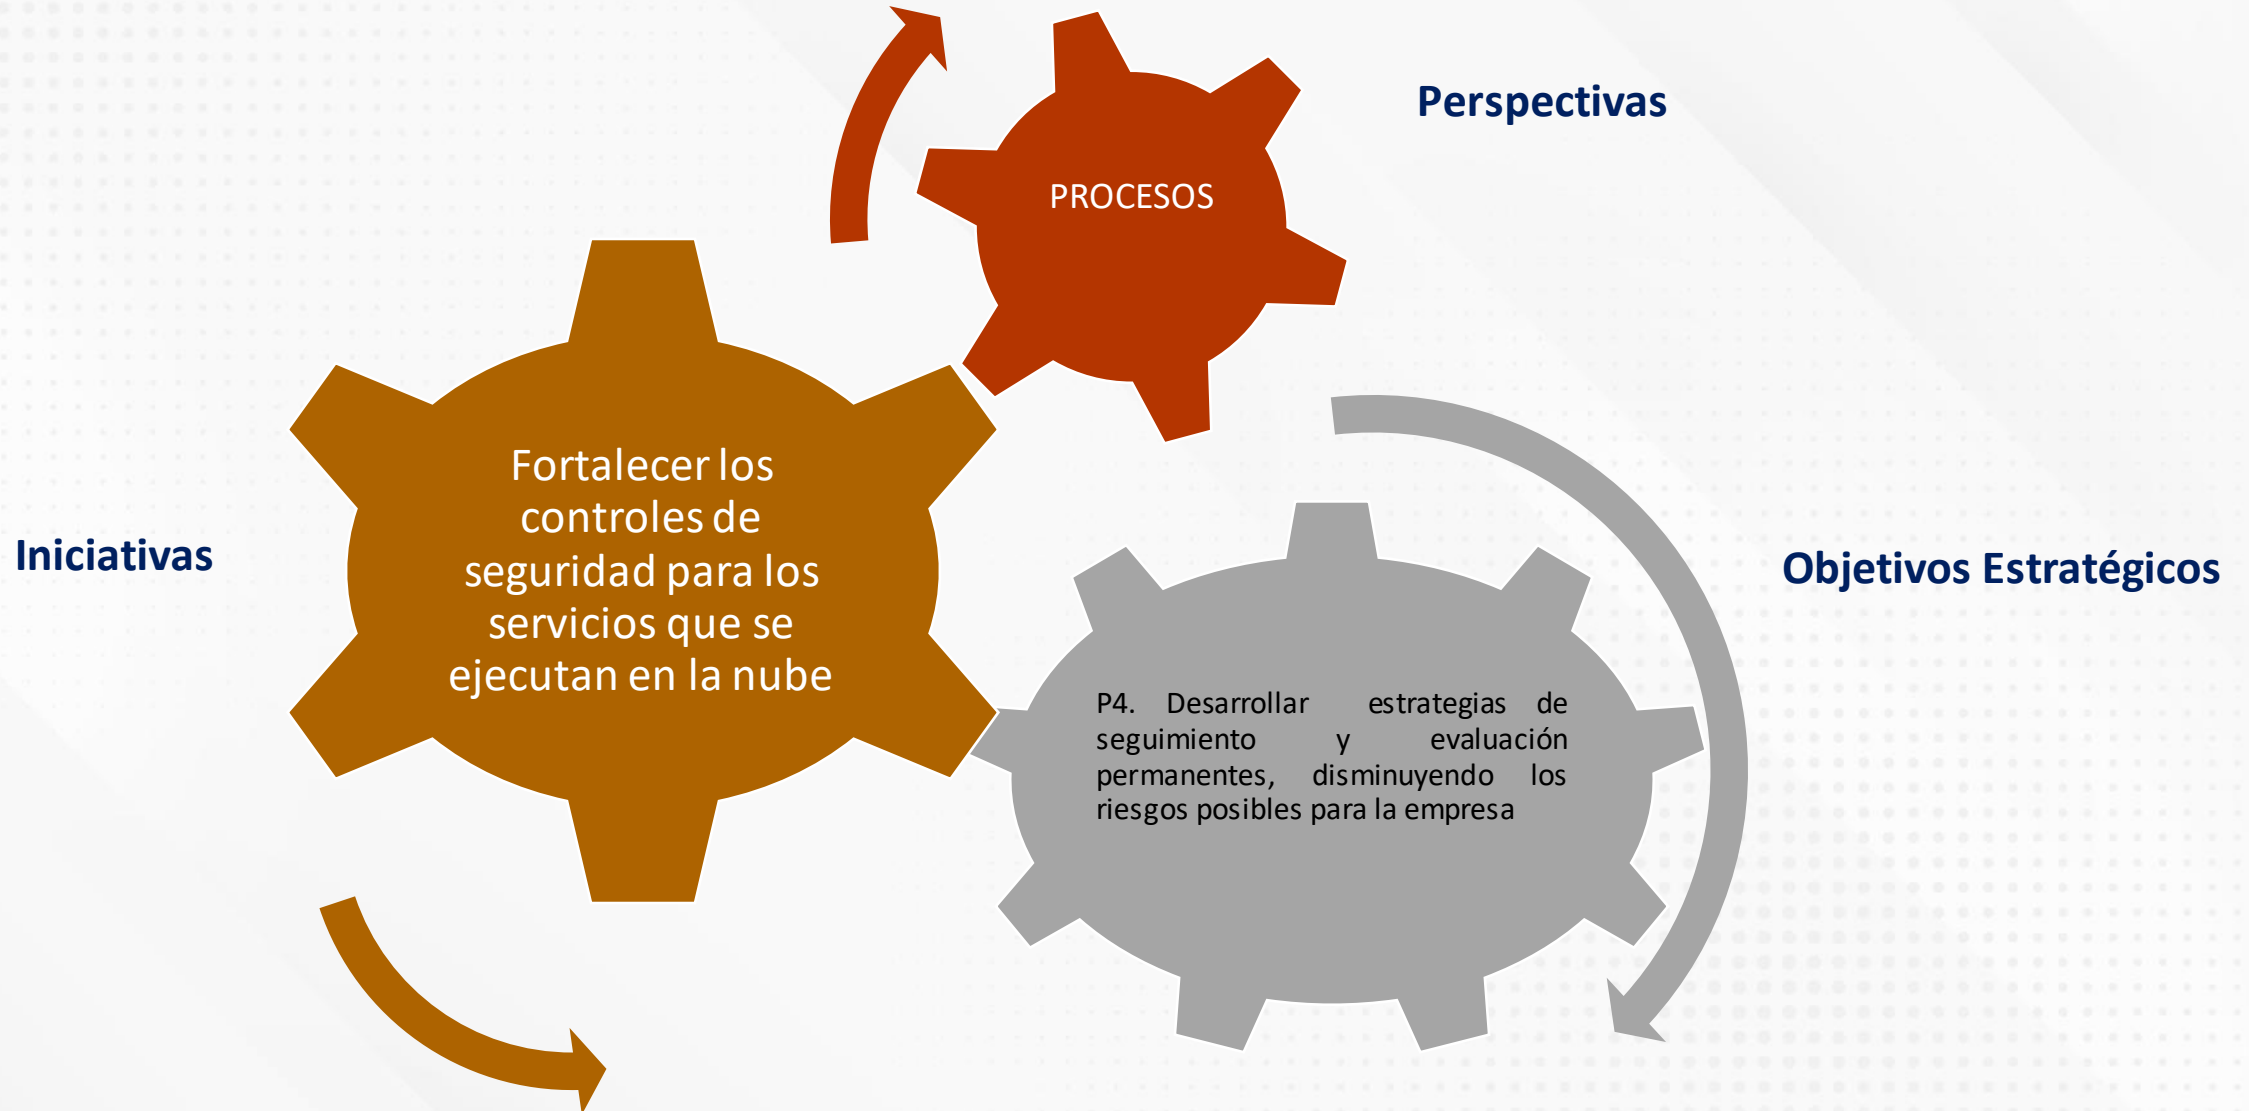 Perspectivas
PROCESOS
Iniciativas
Fortalecer los
controles de
seguridad para los
servicios que se
ejecutan en la nube
Objetivos Estratégicos
P4. Desarrollar estrategias de
seguimiento y evaluación
permanentes, disminuyendo los
riesgos posibles para la empresa